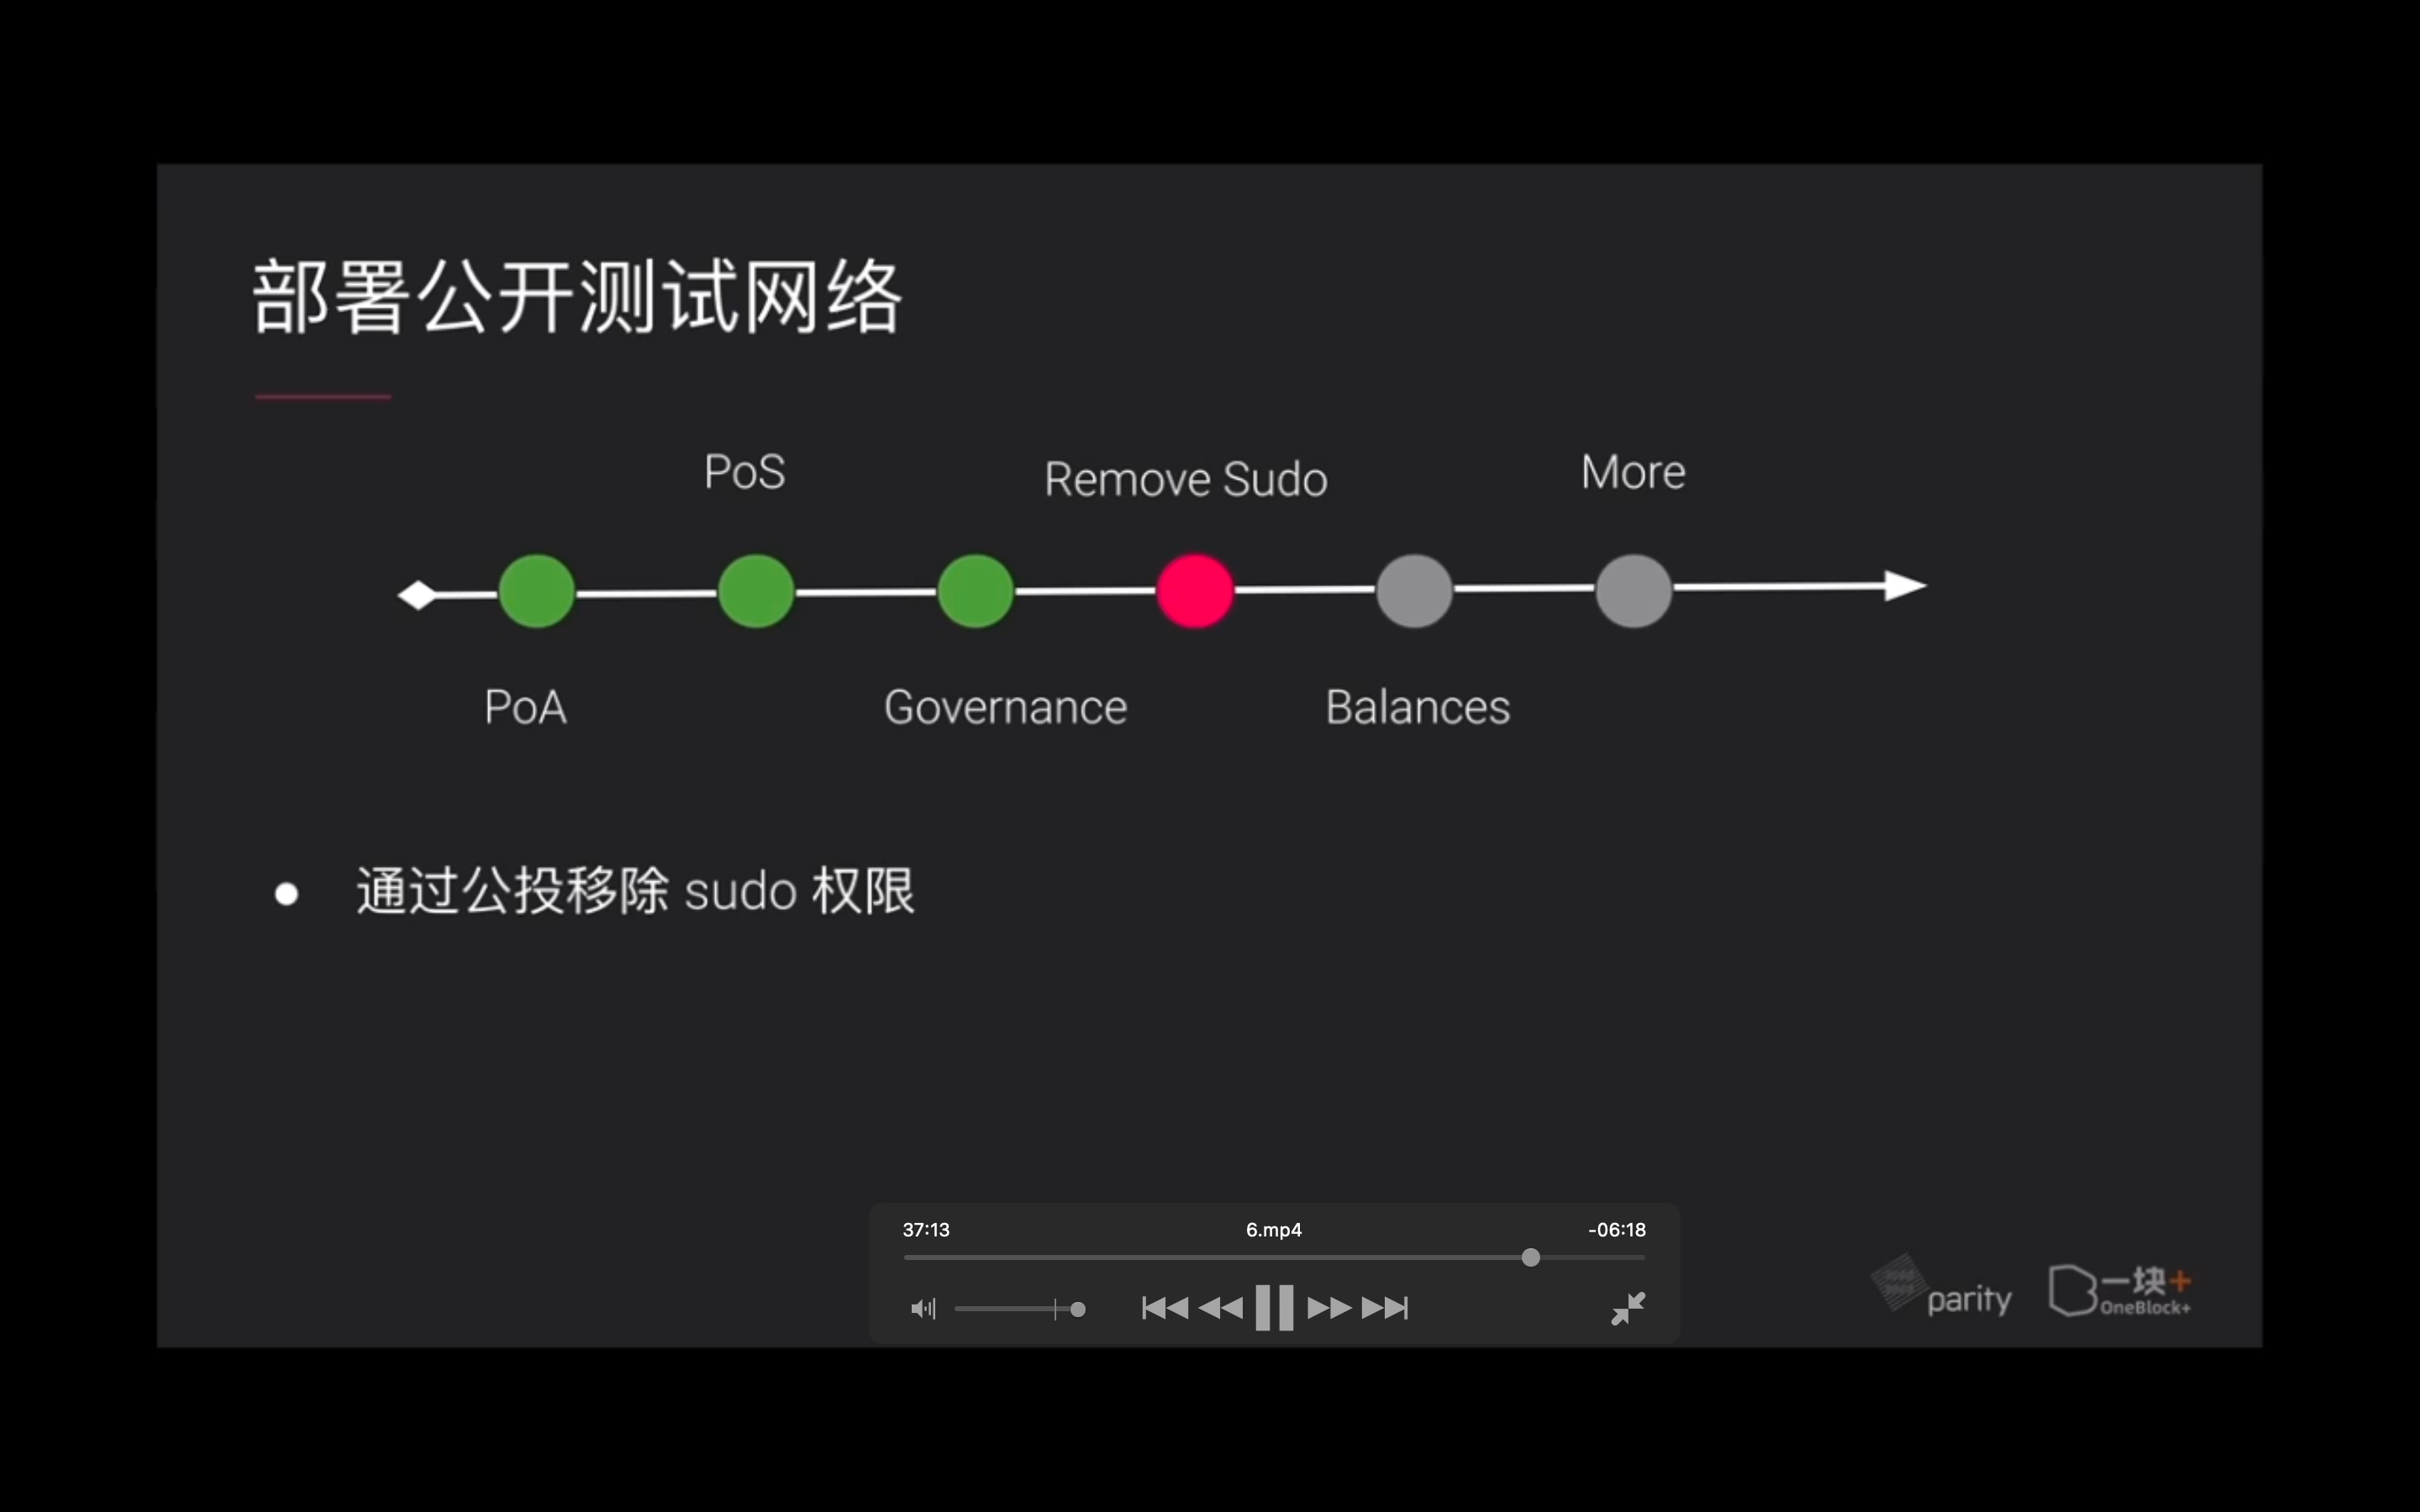 部署公开测试网络
PoS
Remove Sudo
More
PoA
Governance
Balances
通过公投移除 sudo 权限
37:13
6.mp4
-06:18
parity
一块+
OneBlock+